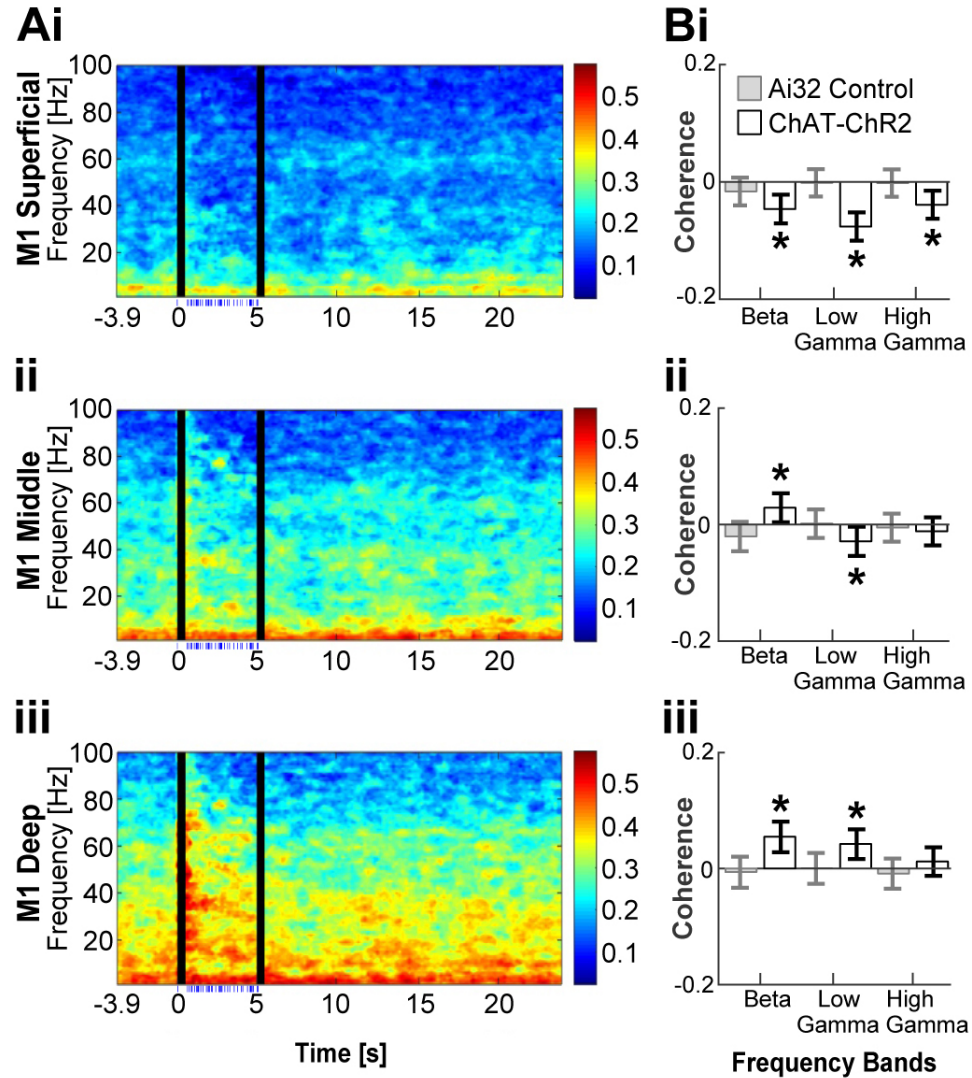 Ai
M1 Superficial
Frequency [Hz]
100
80
60
40
20
-3.9 0 5 10 15 20
0.5
0.4
0.3
0.2
0.1
Bi
Coherence
0.2
0
-0.2
Ai32 Control
ChAT-ChR2
* * *
Beta Low High
Gamma Gamma
ii
M1 Middle
Frequency [Hz]
100
80
60
40
20
-3.9 0 5 10 15 20
0.5
0.4
0.3
0.2
0.1
ii
Coherence
0.2
0
-0.2
* *
Beta Low High
Gamma Gamma
iii
M1 Deep
Frequency [Hz]
100
80
60
40
20
-3.9 0 5 10 15 20
Time [s]
0.5
0.4
0.3
0.2
0.1
iii
Coherence
0.2
0
-0.2
* *
Beta Low High
Gamma Gamma
Frequency Bands